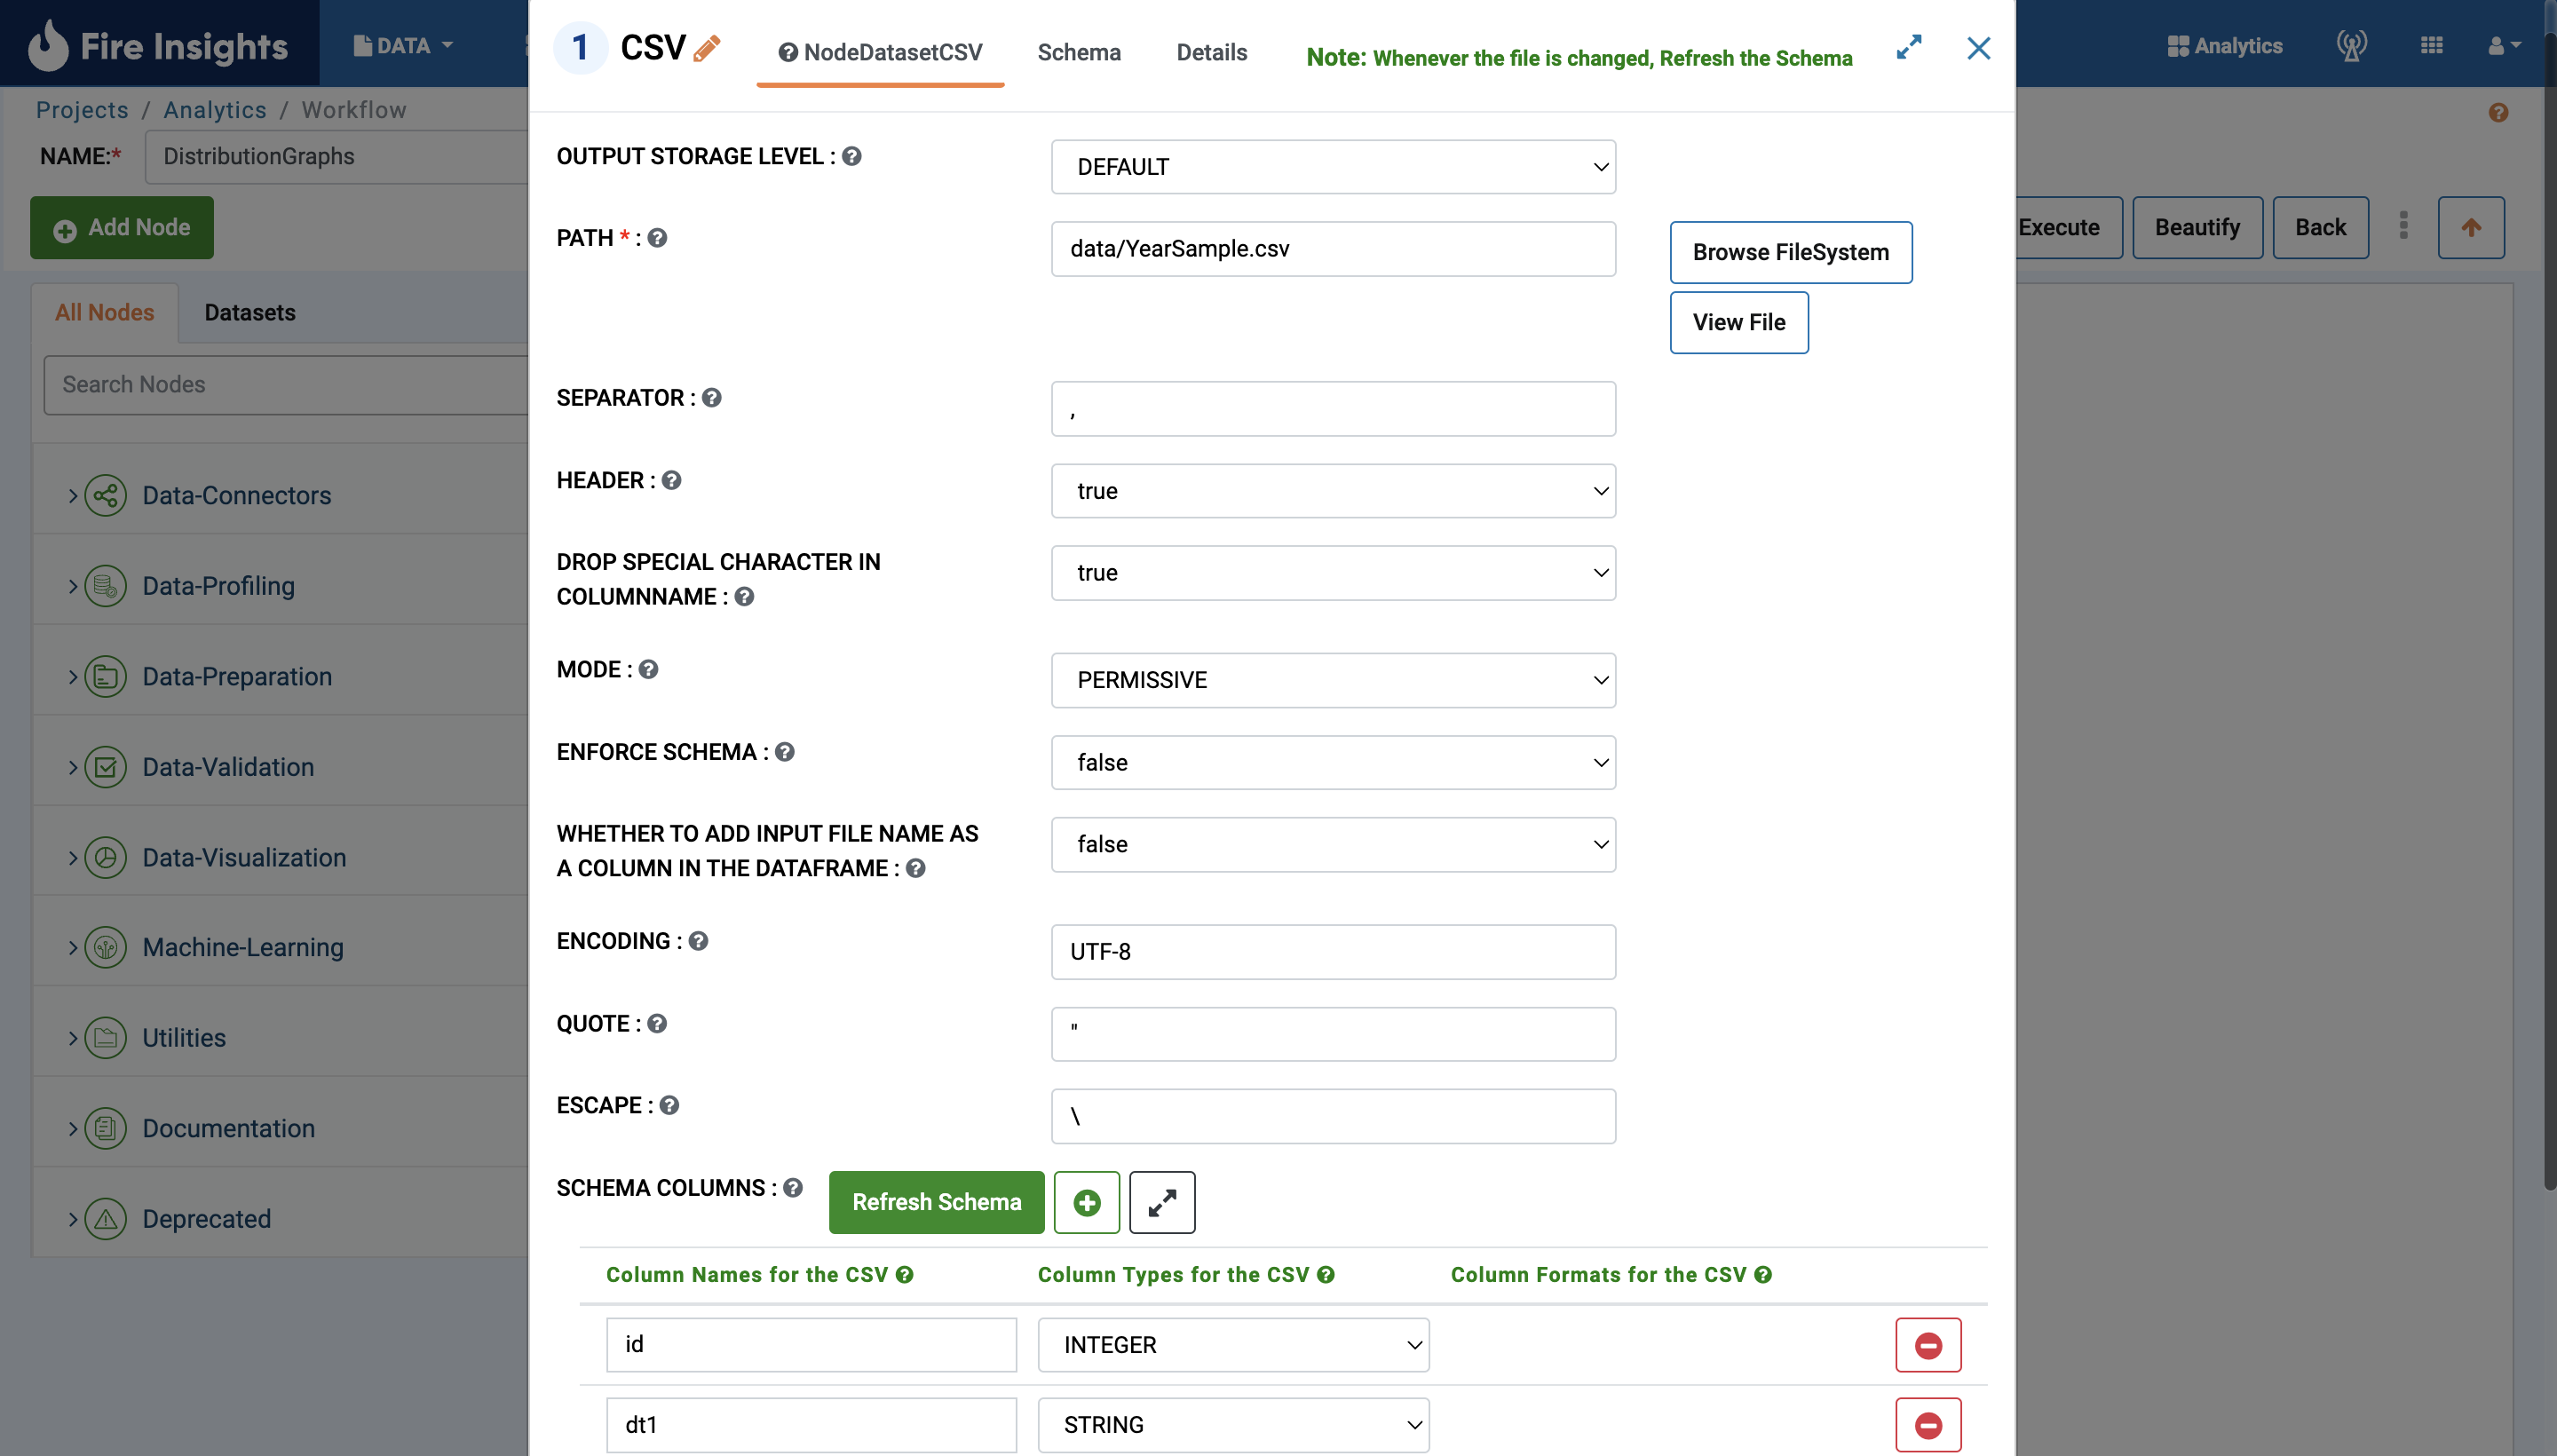 Fire Insights
DATA
Analytics
Projects / Analytics / Workflow
NAME:*
DistributionGraphs
Add Node
Execute
Beautify
Back
All Nodes
Datasets
Search Nodes
Data-Connectors
Data-Profiling
Data-Preparation
Data-Validation
Data-Visualization
Machine-Learning
Utilities
Documentation
Deprecated
1 CSV
NodeDatasetCSV
Schema
Details
Note: Whenever the file is changed, Refresh the Schema
OUTPUT STORAGE LEVEL :
DEFAULT
PATH * :
data/YearSample.csv
Browse FileSystem
View File
SEPARATOR :
,
HEADER :
true
DROP SPECIAL CHARACTER IN
COLUMNNAME :
true
MODE :
PERMISSIVE
ENFORCE SCHEMA :
false
WHETHER TO ADD INPUT FILE NAME AS
A COLUMN IN THE DATAFRAME :
false
ENCODING :
UTF-8
QUOTE :
"
ESCAPE :
\
SCHEMA COLUMNS :
Refresh Schema
Column Names for the CSV
Column Types for the CSV
Column Formats for the CSV
id
INTEGER
dt1
STRING